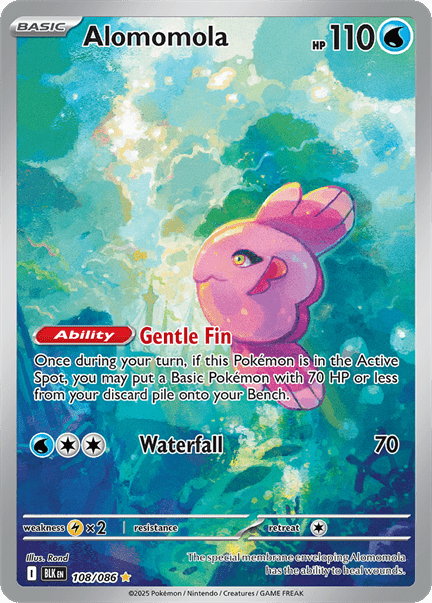 BASIC
Alomomola
HP 110
Ability Gentle Fin
Once during your turn, if this Pokémon is in the Active
Spot, you may put a Basic Pokémon with 70 HP or less
from your discard pile onto your Bench.
Waterfall 70
weakness ×2 resistance retreat
Illus. Rond
The special membrane enveloping Alomomola
has the ability to heal wounds.
I BLK EN 108/086
©2025 Pokémon / Nintendo / Creatures / GAME FREAK